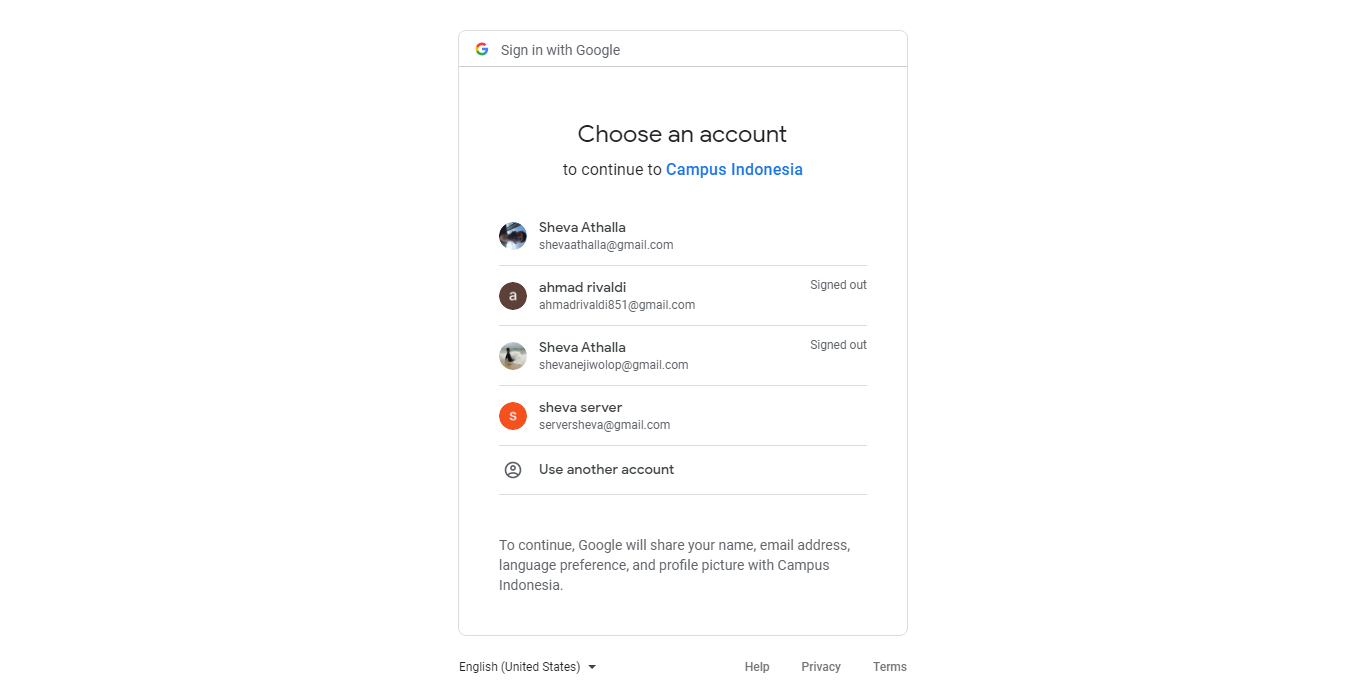 Sign in with Google
Choose an account
to continue to Campus Indonesia
Sheva Athalla
shevaathalla@gmail.com
a
ahmad rivaldi
Signed out
ahmadrivaldi851@gmail.com
Sheva Athalla
Signed out
shevanejiwolop@gmail.com
s
sheva server
serversheva@gmail.com
Use another account
To continue, Google will share your name, email address,
language preference, and profile picture with Campus
Indonesia.
English (United States)
Help
Privacy
Terms